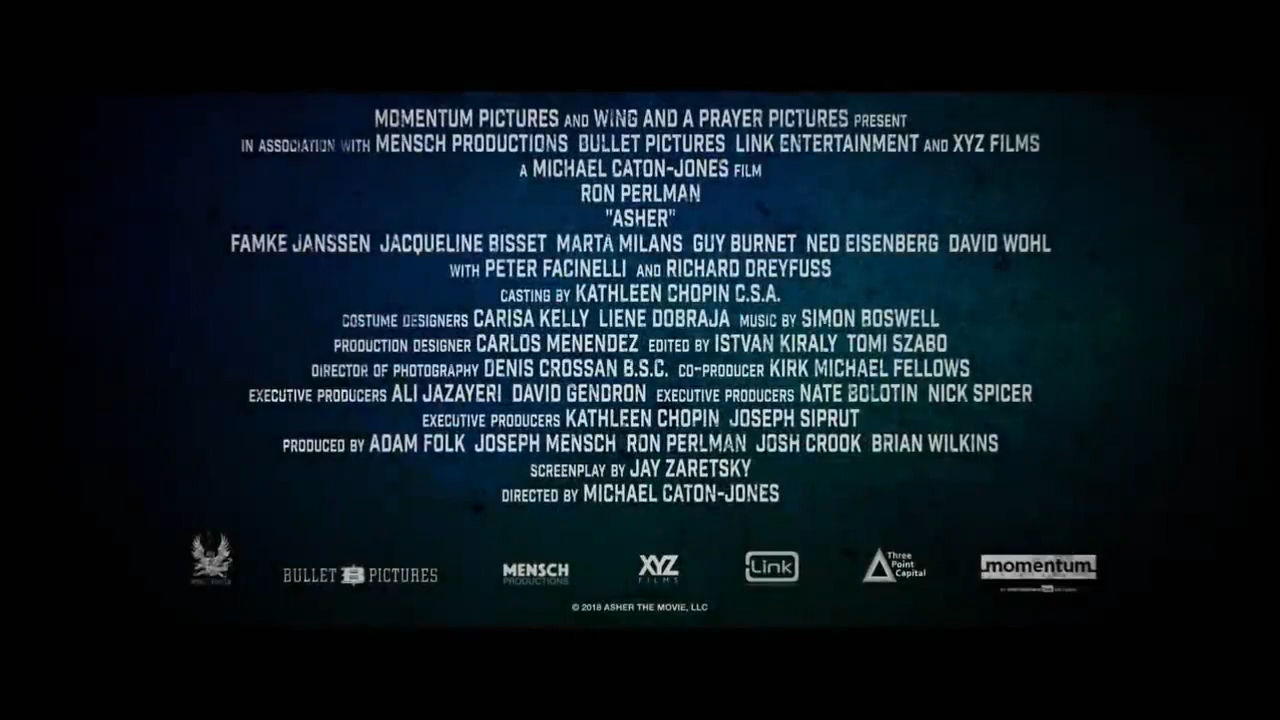 MOMENTUM PICTURES AND WING AND A PRAYER PICTURES PRESENT
IN ASSOCIATION WITH MENSCH PRODUCTIONS BULLET PICTURES LINK ENTERTAINMENT AND XYZ FILMS
A MICHAEL CATON-JONES FILM
RON PERLMAN
"ASHER"
FAMKE JANSSEN JACQUELINE BISSET MARTA MILANS GUY BURNET NED EISENBERG DAVID WOHL
WITH PETER FACINELLI AND RICHARD DREYFUSS
CASTING BY KATHLEEN CHOPIN C.S.A.
COSTUME DESIGNERS CARISA KELLY LIENE DOBRAJA MUSIC BY SIMON BOSWELL
PRODUCTION DESIGNER CARLOS MENENDEZ EDITED BY ISTVAN KIRALY TOMI SZABO
DIRECTOR OF PHOTOGRAPHY DENIS CROSSAN B.S.C. CO-PRODUCER KIRK MICHAEL FELLOWS
EXECUTIVE PRODUCERS ALI JAZAYERI DAVID GENDRON EXECUTIVE PRODUCERS NATE BOLOTIN NICK SPICER
EXECUTIVE PRODUCERS KATHLEEN CHOPIN JOSEPH SIPRUT
PRODUCED BY ADAM FOLK JOSEPH MENSCH RON PERLMAN JOSH CROOK BRIAN WILKINS
SCREENPLAY BY JAY ZARETSKY
DIRECTED BY MICHAEL CATON-JONES
BULLET B PICTURES
MENSCH
PRODUCTIONS
XYZ
FILMS
Link
Three
Point
Capital
momentum
© 2018 ASHER THE MOVIE, LLC